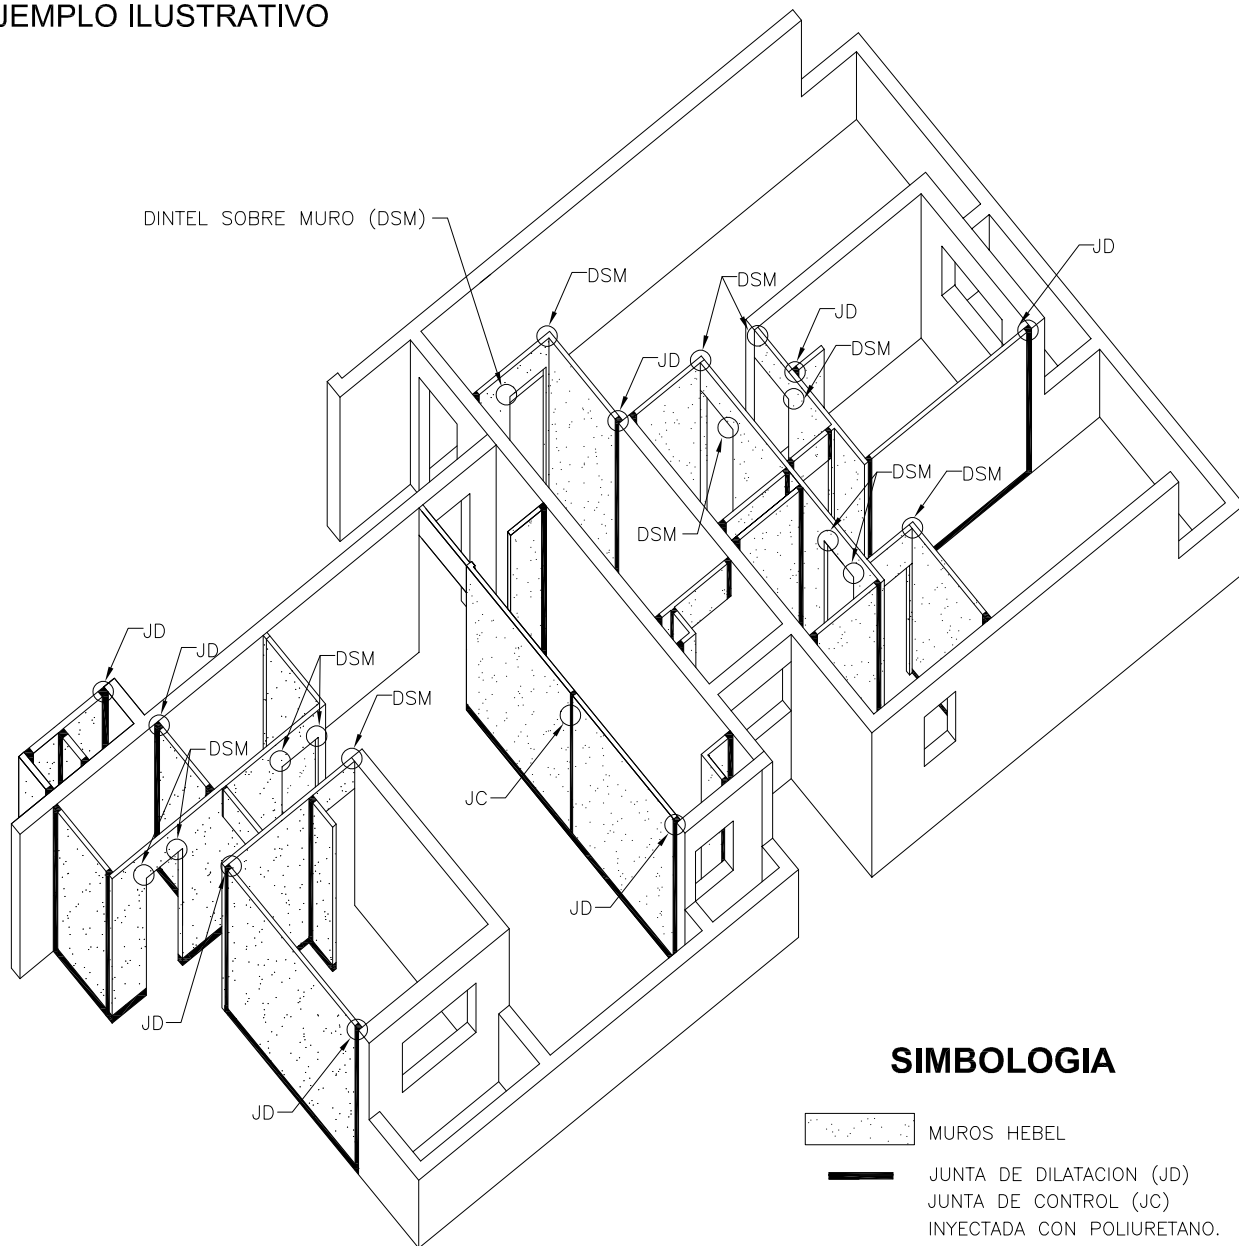 JEMPLO ILUSTRATIVO
DINTEL SOBRE MURO (DSM)
DSM
DSM
JD
JD
DSM
JD
DSM
DSM
DSM
JD
JD
DSM
DSM
DSM
JC
JD
JD
JD
SIMBOLOGIA
MUROS HEBEL
JUNTA DE DILATACION (JD)
JUNTA DE CONTROL (JC)
INYECTADA CON POLIURETANO.
DSM